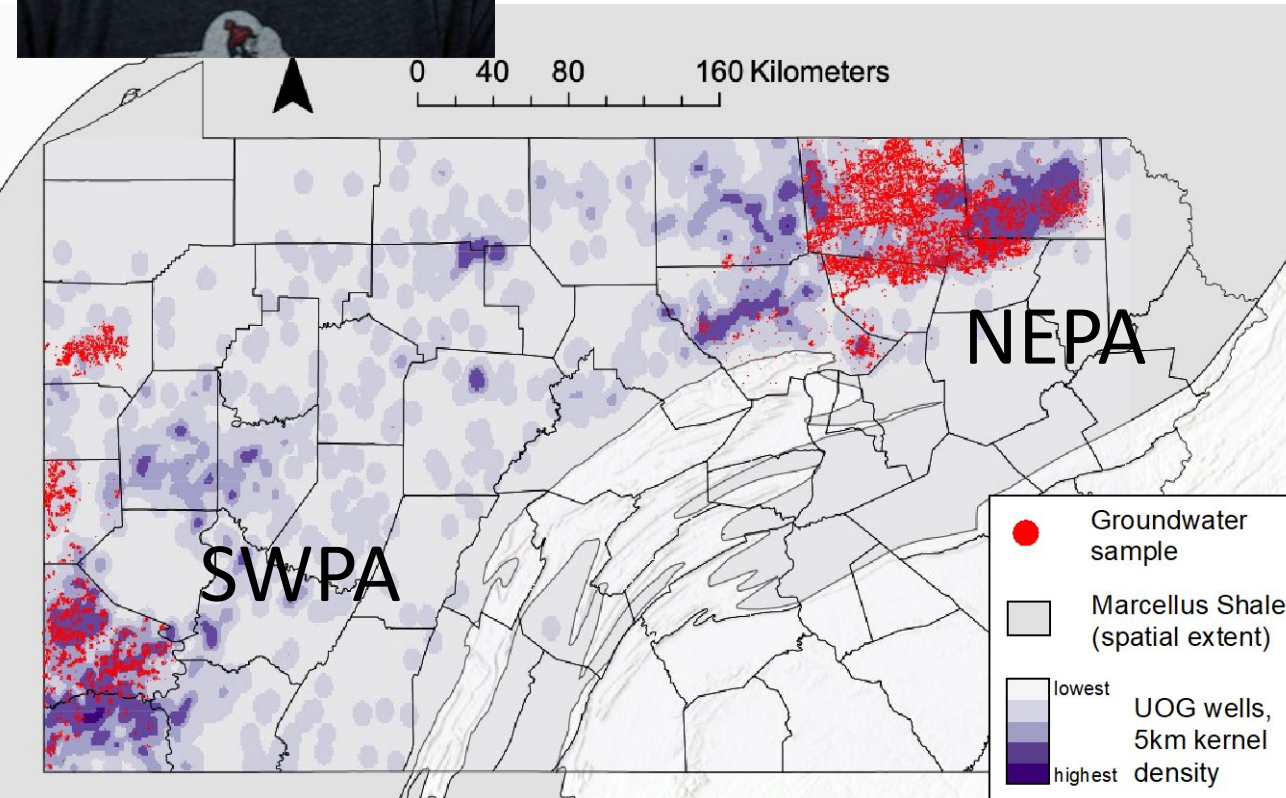 0 40 80 160 Kilometers
NEPA
SWPA
Groundwater
sample
Marcellus Shale
(spatial extent)
lowest
UOG wells,
5km kernel
density
highest